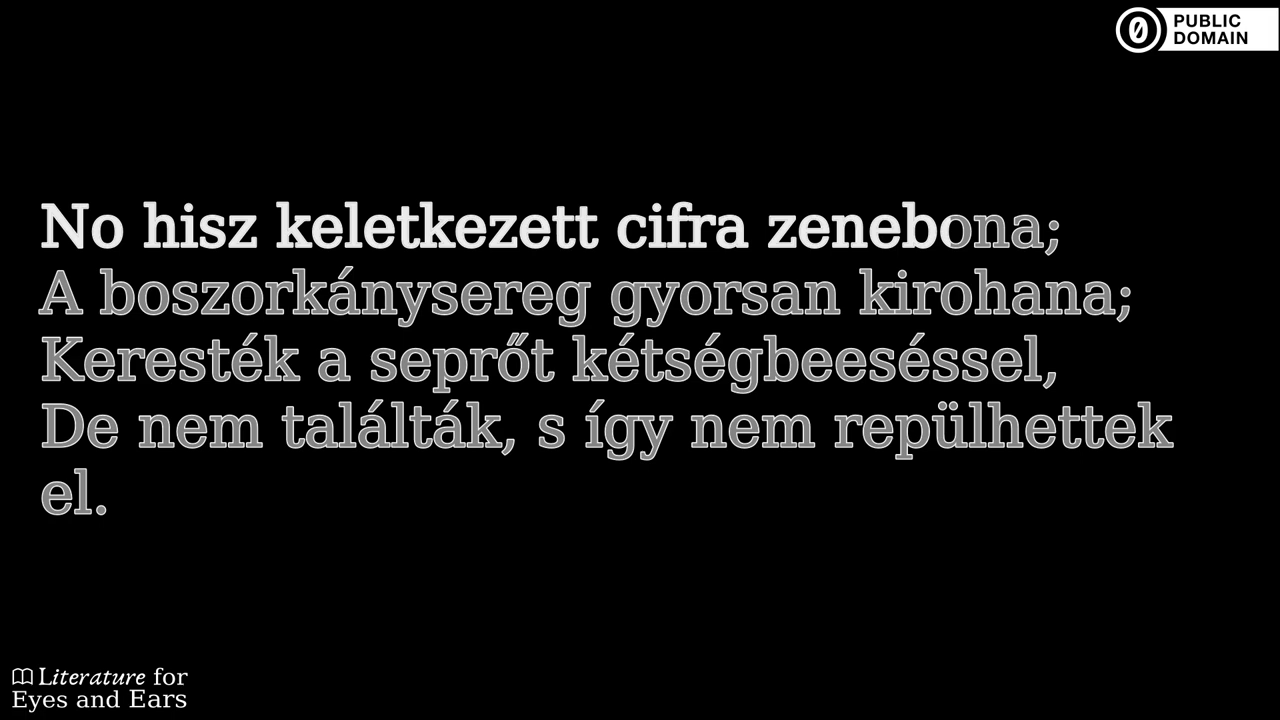 PUBLIC
DOMAIN
No hisz keletkezett cifra zenebona;
A boszorkánysereg gyorsan kirohana;
Keresték a seprőt kétségbeeséssel,
De nem találták, s így nem repülhettek
el.
Literature for
Eyes and Ears